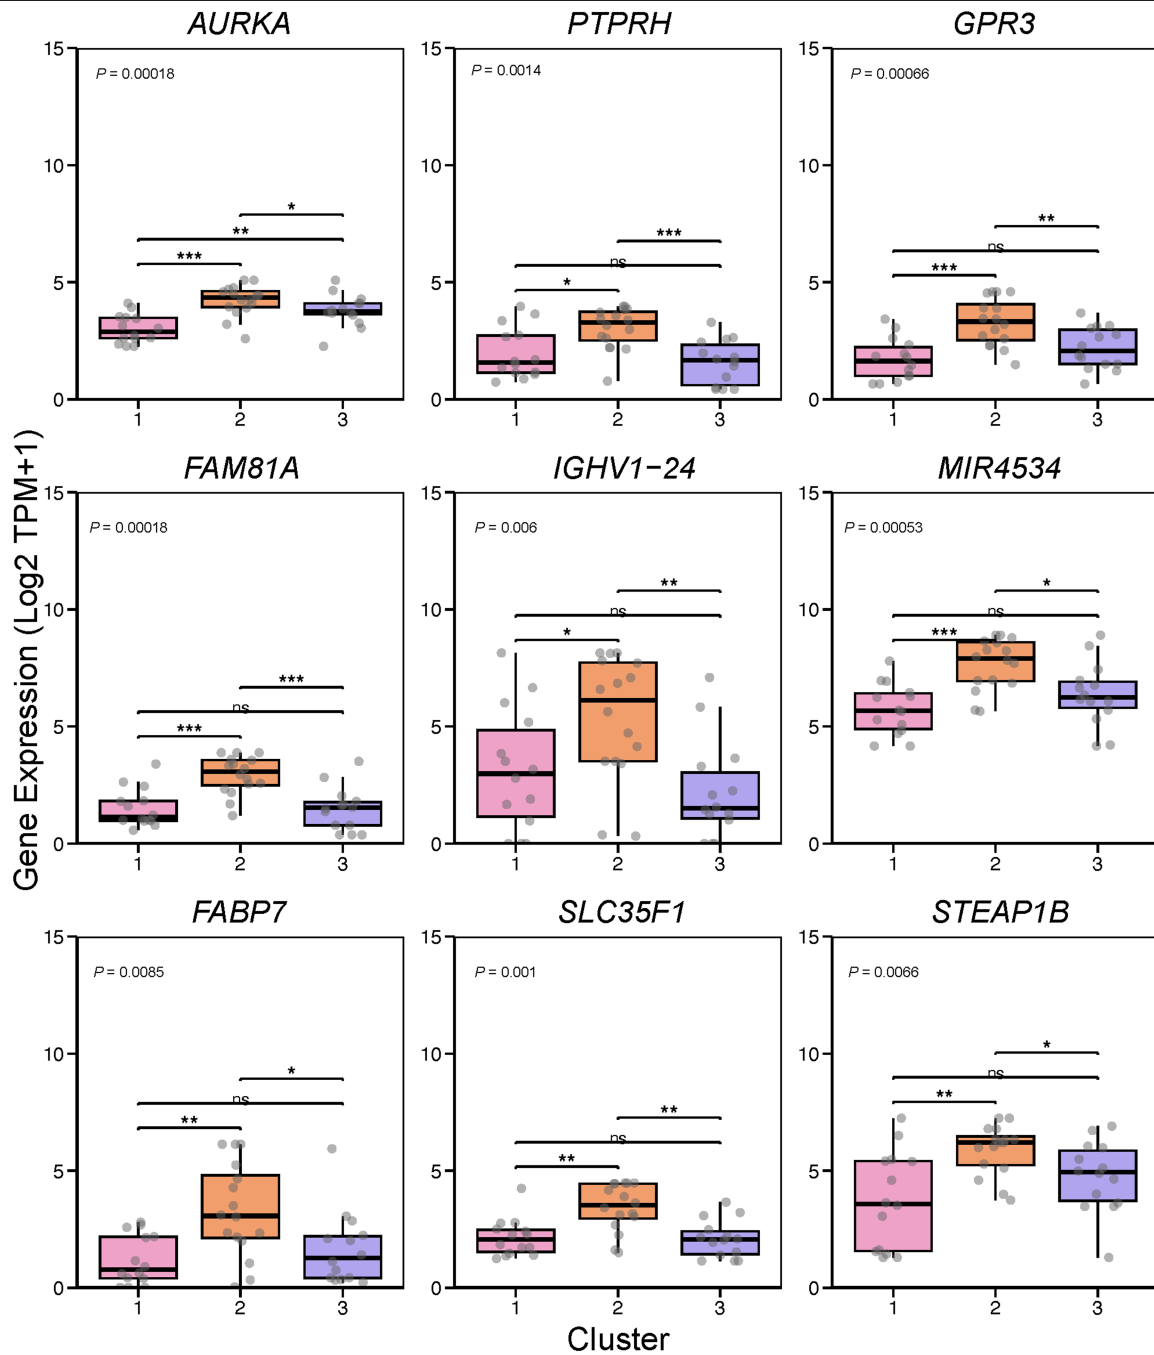 AURKA
PTPRH
GPR3
15
10
5
0
P = 0.00018
***
**
*
1
2
3
15
10
5
0
P = 0.0014
*
ns
***
1
2
3
15
10
5
0
P = 0.00066
***
ns
**
1
2
3
Gene Expression (Log2 TPM+1)
FAM81A
IGHV1−24
MIR4534
15
10
5
0
P = 0.00018
***
ns
***
1
2
3
15
10
5
0
P = 0.006
*
ns
**
1
2
3
15
10
5
0
P = 0.00053
***
ns
*
1
2
3
FABP7
SLC35F1
STEAP1B
15
10
5
0
P = 0.0085
**
ns
*
1
2
3
15
10
5
0
P = 0.001
**
ns
**
1
2
3
15
10
5
0
P = 0.0066
**
ns
*
1
2
3
Cluster